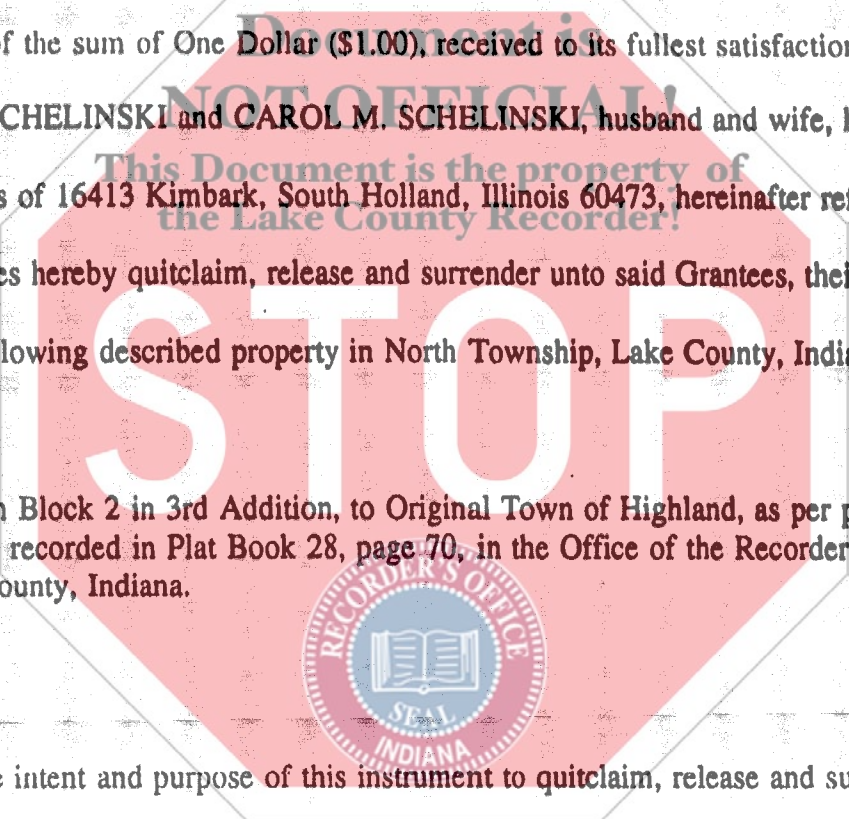 Document is
of the sum of One Dollar ($1.00), received to its fullest satisfaction
NOT OFFICIAL!
CHELINSKI and CAROL M. SCHELINSKI, husband and wife,
This Document is the property of
s of 16413 Kimbark, South Holland, Illinois 60473, hereinafter ref
the Lake County Recorder!
es hereby quitclaim, release and surrender unto said Grantees, thei
STOP
lowing described property in North Township, Lake County, India
n Block 2 in 3rd Addition, to Original Town of Highland, as per p
recorded in Plat Book 28, page 70, in the Office of the Recorder
ounty, Indiana.
RECORDER'S OFFICE
SEAL
INDIANA
e intent and purpose of this instrument to quitclaim, release and su